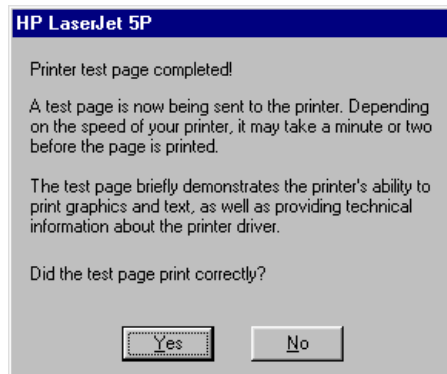 HP LaserJet 5P
Printer test page completed!
A test page is now being sent to the printer. Depending
on the speed of your printer, it may take a minute or two
before the page is printed.
The test page briefly demonstrates the printer's ability to
print graphics and text, as well as providing technical
information about the printer driver.
Did the test page print correctly?
Yes
No